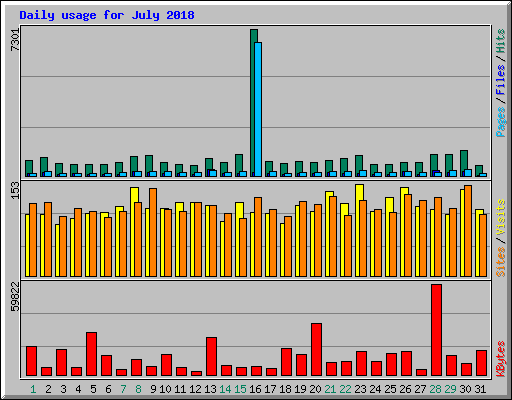 Daily usage for July 2018
7301
Pages / Files / Hits
153
Sites / Visits
59822
KBytes
1 2 3 4 5 6 7 8 9 10 11 12 13 14 15 16 17 18 19 20 21 22 23 24 25 26 27 28 29 30 31